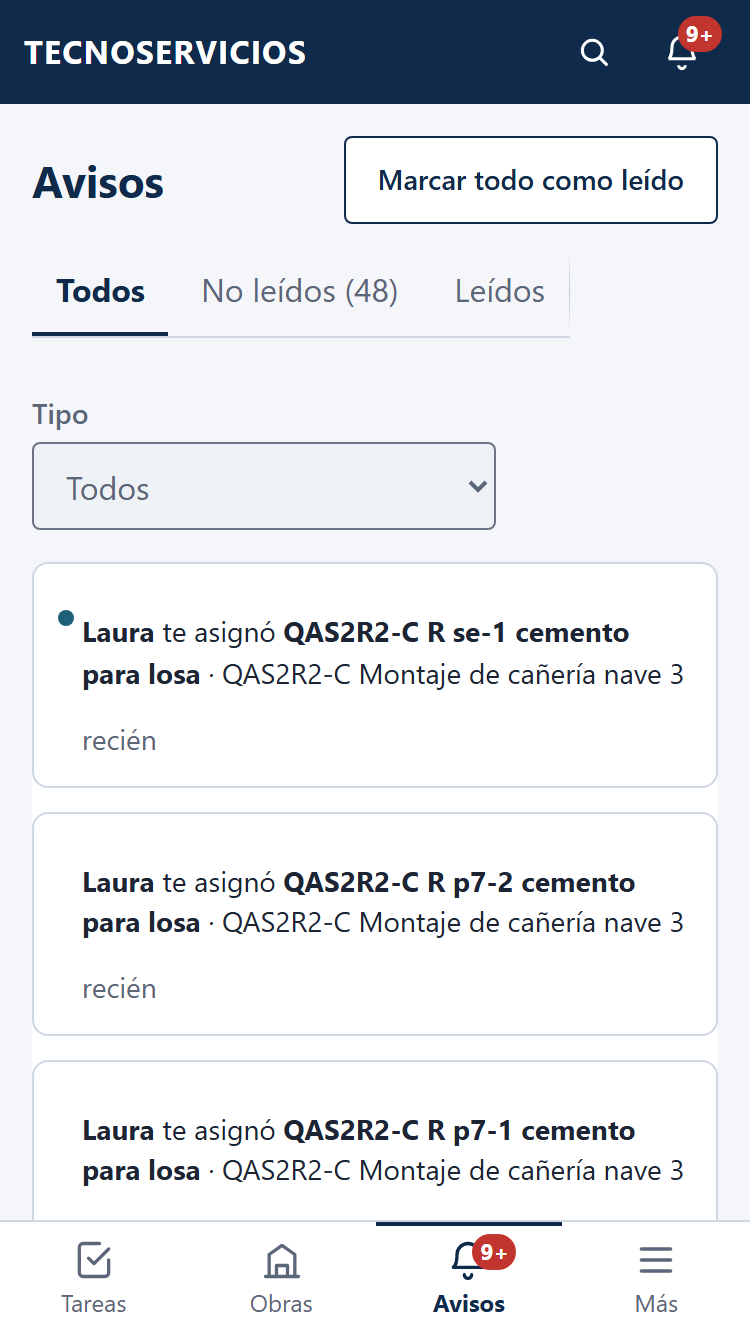 TECNOSERVICIOS
9+
Avisos
Marcar todo como leído
Todos
No leídos (48)
Leídos
Tipo
Todos
Laura te asignó QAS2R2-C R se-1 cemento
para losa · QAS2R2-C Montaje de cañería nave 3
recién
Laura te asignó QAS2R2-C R p7-2 cemento
para losa · QAS2R2-C Montaje de cañería nave 3
recién
Laura te asignó QAS2R2-C R p7-1 cemento
para losa · QAS2R2-C Montaje de cañería nave 3
9+
Tareas
Obras
Avisos
Más